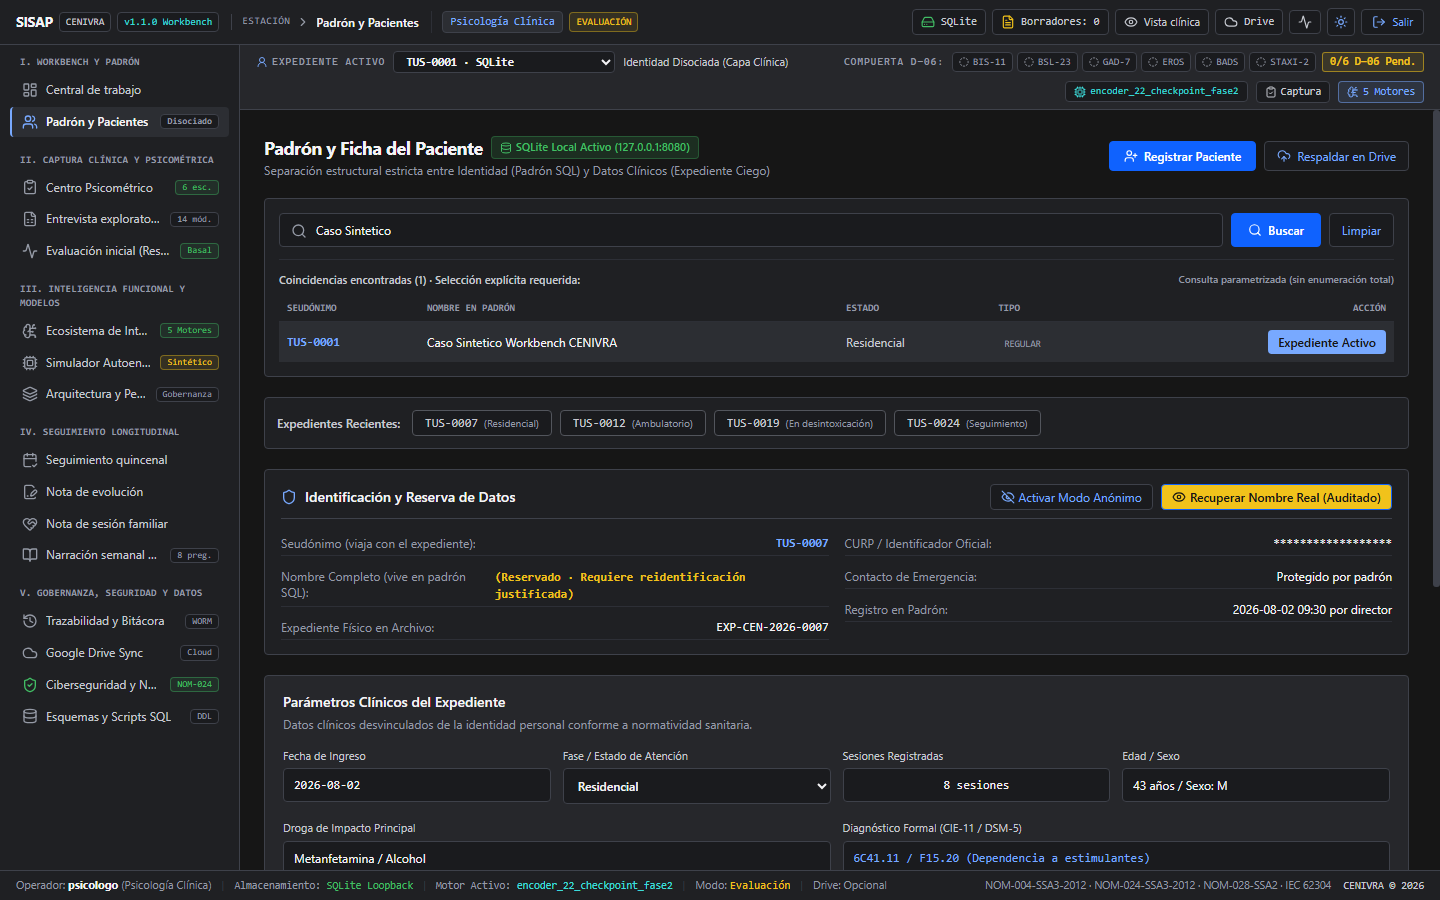 SISAP CENIVRA v1.1.0 Workbench ESTACIÓN Padrón y Pacientes Psicología Clínica EVALUACIÓN SQLite Borradores: 0 Vista clínica Drive Salir
I. WORKBENCH Y PADRÓN
Central de trabajo
Padrón y Pacientes Disociado
II. CAPTURA CLÍNICA Y PSICOMÉTRICA
Centro Psicométrico 6 esc.
Entrevista explorato... 14 mód.
Evaluación inicial (Res... Basal
III. INTELIGENCIA FUNCIONAL Y
MODELOS
Ecosistema de Int... 5 Motores
Simulador Autoen... Sintético
Arquitectura y Pe... Gobernanza
IV. SEGUIMIENTO LONGITUDINAL
Seguimiento quincenal
Nota de evolución
Nota de sesión familiar
Narración semanal ... 8 preg.
V. GOBERNANZA, SEGURIDAD Y DATOS
Trazabilidad y Bitácora WORM
Google Drive Sync Cloud
Ciberseguridad y N... NOM-024
Esquemas y Scripts SQL DDL
EXPEDIENTE ACTIVO TUS-0001 · SQLite Identidad Disociada (Capa Clínica) COMPUERTA D-06: BIS-11 BSL-23 GAD-7 EROS BADS STAXI-2 0/6 D-06 Pend.
encoder_22_checkpoint_fase2 Captura 5 Motores
Padrón y Ficha del Paciente SQLite Local Activo (127.0.0.1:8080)
Separación estructural estricta entre Identidad (Padrón SQL) y Datos Clínicos (Expediente Ciego)
Registrar Paciente Respaldar en Drive
Caso Sintetico Buscar Limpiar
Coincidencias encontradas (1) · Selección explícita requerida: Consulta parametrizada (sin enumeración total)
SEUDÓNIMO NOMBRE EN PADRÓN ESTADO TIPO ACCIÓN
TUS-0001 Caso Sintetico Workbench CENIVRA Residencial REGULAR Expediente Activo
Expedientes Recientes: TUS-0007 (Residencial) TUS-0012 (Ambulatorio) TUS-0019 (En desintoxicación) TUS-0024 (Seguimiento)
Identificación y Reserva de Datos Activar Modo Anónimo Recuperar Nombre Real (Auditado)
Seudónimo (viaja con el expediente): TUS-0007
Nombre Completo (vive en padrón
SQL): (Reservado · Requiere reidentificación
justificada)
Expediente Físico en Archivo: EXP-CEN-2026-0007
CURP / Identificador Oficial: ******************
Contacto de Emergencia: Protegido por padrón
Registro en Padrón: 2026-08-02 09:30 por director
Parámetros Clínicos del Expediente
Datos clínicos desvinculados de la identidad personal conforme a normatividad sanitaria.
Fecha de Ingreso Fase / Estado de Atención Sesiones Registradas Edad / Sexo
2026-08-02 Residencial 8 sesiones 43 años / Sexo: M
Droga de Impacto Principal Diagnóstico Formal (CIE-11 / DSM-5)
Metanfetamina / Alcohol 6C41.11 / F15.20 (Dependencia a estimulantes)
Operador: psicologo (Psicología Clínica) Almacenamiento: SQLite Loopback Motor Activo: encoder_22_checkpoint_fase2 Modo: Evaluación Drive: Opcional NOM-004-SSA3-2012 · NOM-024-SSA3-2012 · NOM-028-SSA2 · IEC 62304 CENIVRA © 2026